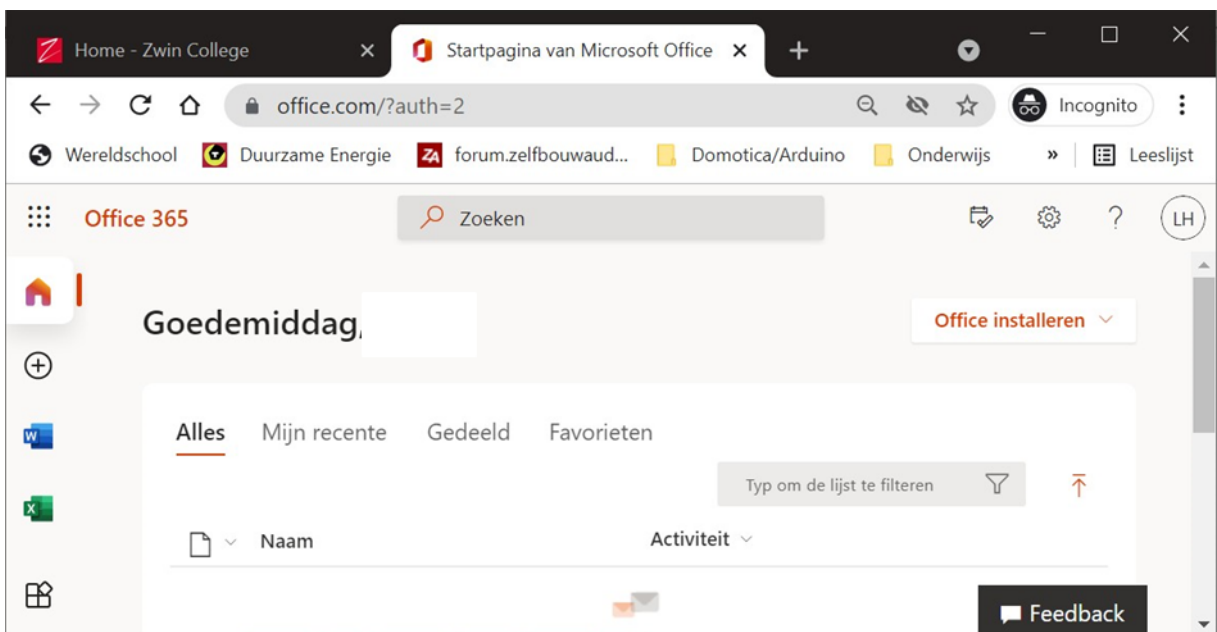 Home - Zwin College
Startpagina van Microsoft Office
office.com/?auth=2
Incognito
Wereldschool
Duurzame Energie
ZA
forum.zelfbouwaud...
Domotica/Arduino
Onderwijs
»
Leeslijst
Office 365
Zoeken
?
LH
Goedemiddag,
Office installeren
Alles
Mijn recente
Gedeeld
Favorieten
Typ om de lijst te filteren
Naam
Activiteit
W
X
Feedback